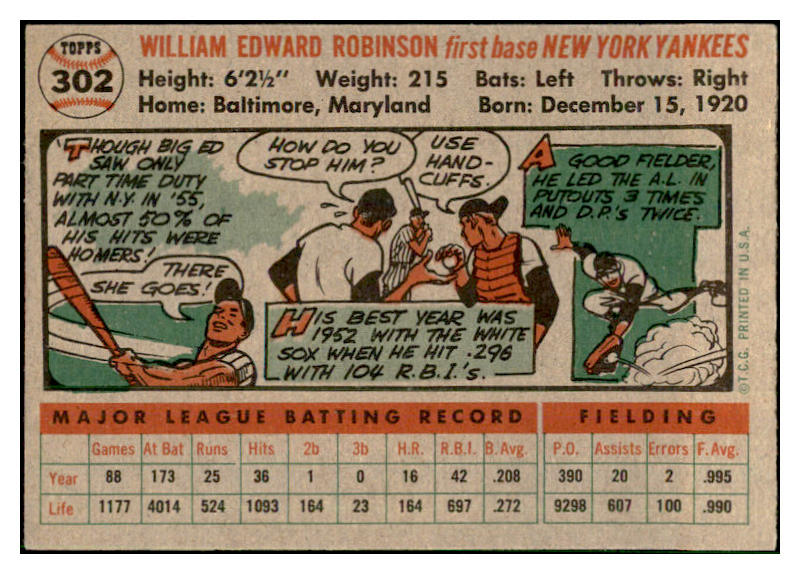 TOPPS
302
WILLIAM EDWARD ROBINSON first base NEW YORK YANKEES
Height: 6'2½" Weight: 215 Bats: Left Throws: Right
Home: Baltimore, Maryland Born: December 15, 1920
THOUGH BIG ED
SAW ONLY
PART TIME DUTY
WITH N.Y. IN '55,
ALMOST 50% OF
HIS HITS WERE
HOMERS!
THERE
SHE GOES!
HOW DO YOU
STOP HIM?
USE
HAND-
CUFFS.
HIS BEST YEAR WAS
1952 WITH THE WHITE
SOX WHEN HE HIT .296
WITH 104 R.B.I.'s.
A GOOD FIELDER,
HE LED THE A.L. IN
PUTOUTS 3 TIMES
AND D.P.'s TWICE.
©T.C.G. PRINTED IN U.S.A.
MAJOR LEAGUE BATTING RECORD FIELDING
Games At Bat Runs Hits 2b 3b H.R. R.B.I. B. Avg. P.O. Assists Errors F. Avg.
Year 88 173 25 36 1 0 16 42 .208 390 20 2 .995
Life 1177 4014 524 1093 164 23 164 697 .272 9298 607 100 .990